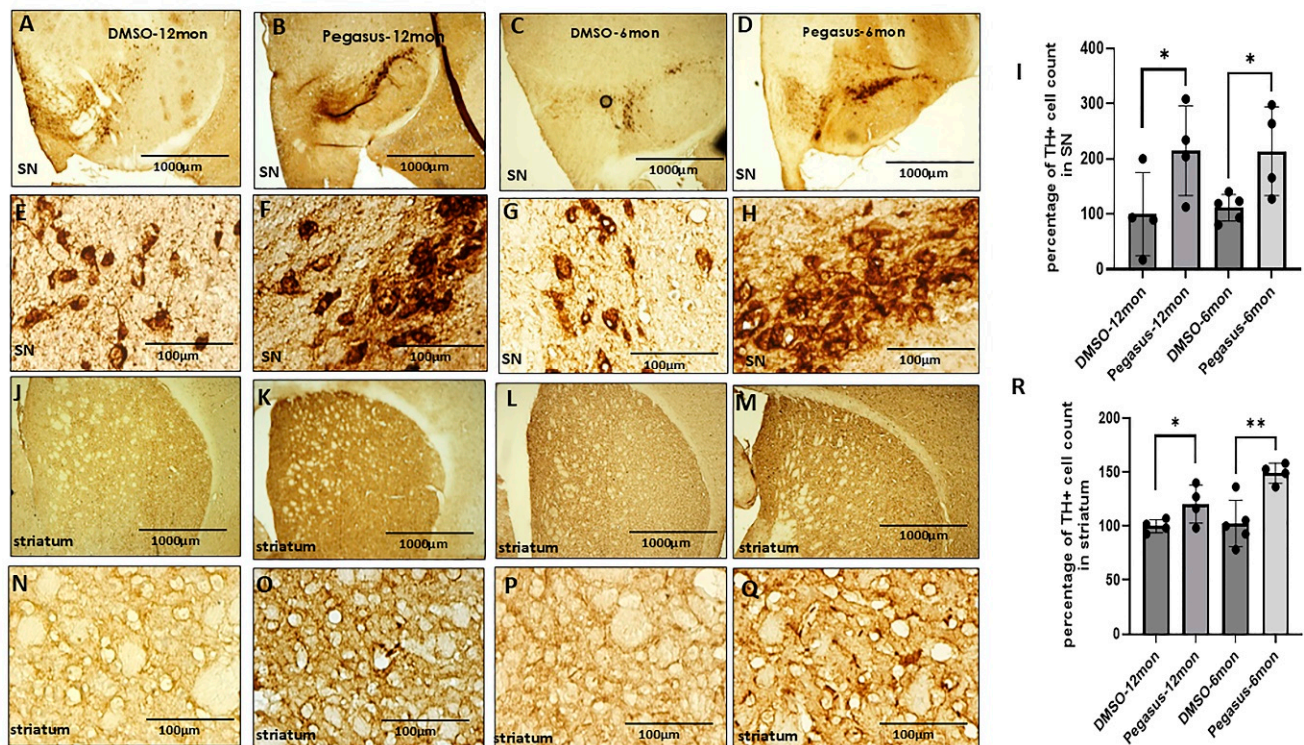 A
DMSO-12mon
1000µm
SN
B
Pegasus-12mon
1000µm
SN
C
DMSO-6mon
1000µm
SN
D
Pegasus-6mon
1000µm
SN
E
100µm
SN
F
100µm
SN
G
100µm
SN
H
100µm
SN
I
percentage of TH+ cell count
in SN
400
300
200
100
0
*
*
DMSO-12mon
Pegasus-12mon
DMSO-6mon
Pegasus-6mon
J
1000µm
striatum
K
1000µm
striatum
L
1000µm
striatum
M
1000µm
striatum
N
100µm
striatum
O
100µm
striatum
P
100µm
striatum
Q
100µm
striatum
R
percentage of TH+ cell count
in striatum
200
150
100
50
0
*
**
DMSO-12mon
Pegasus-12mon
DMSO-6mon
Pegasus-6mon